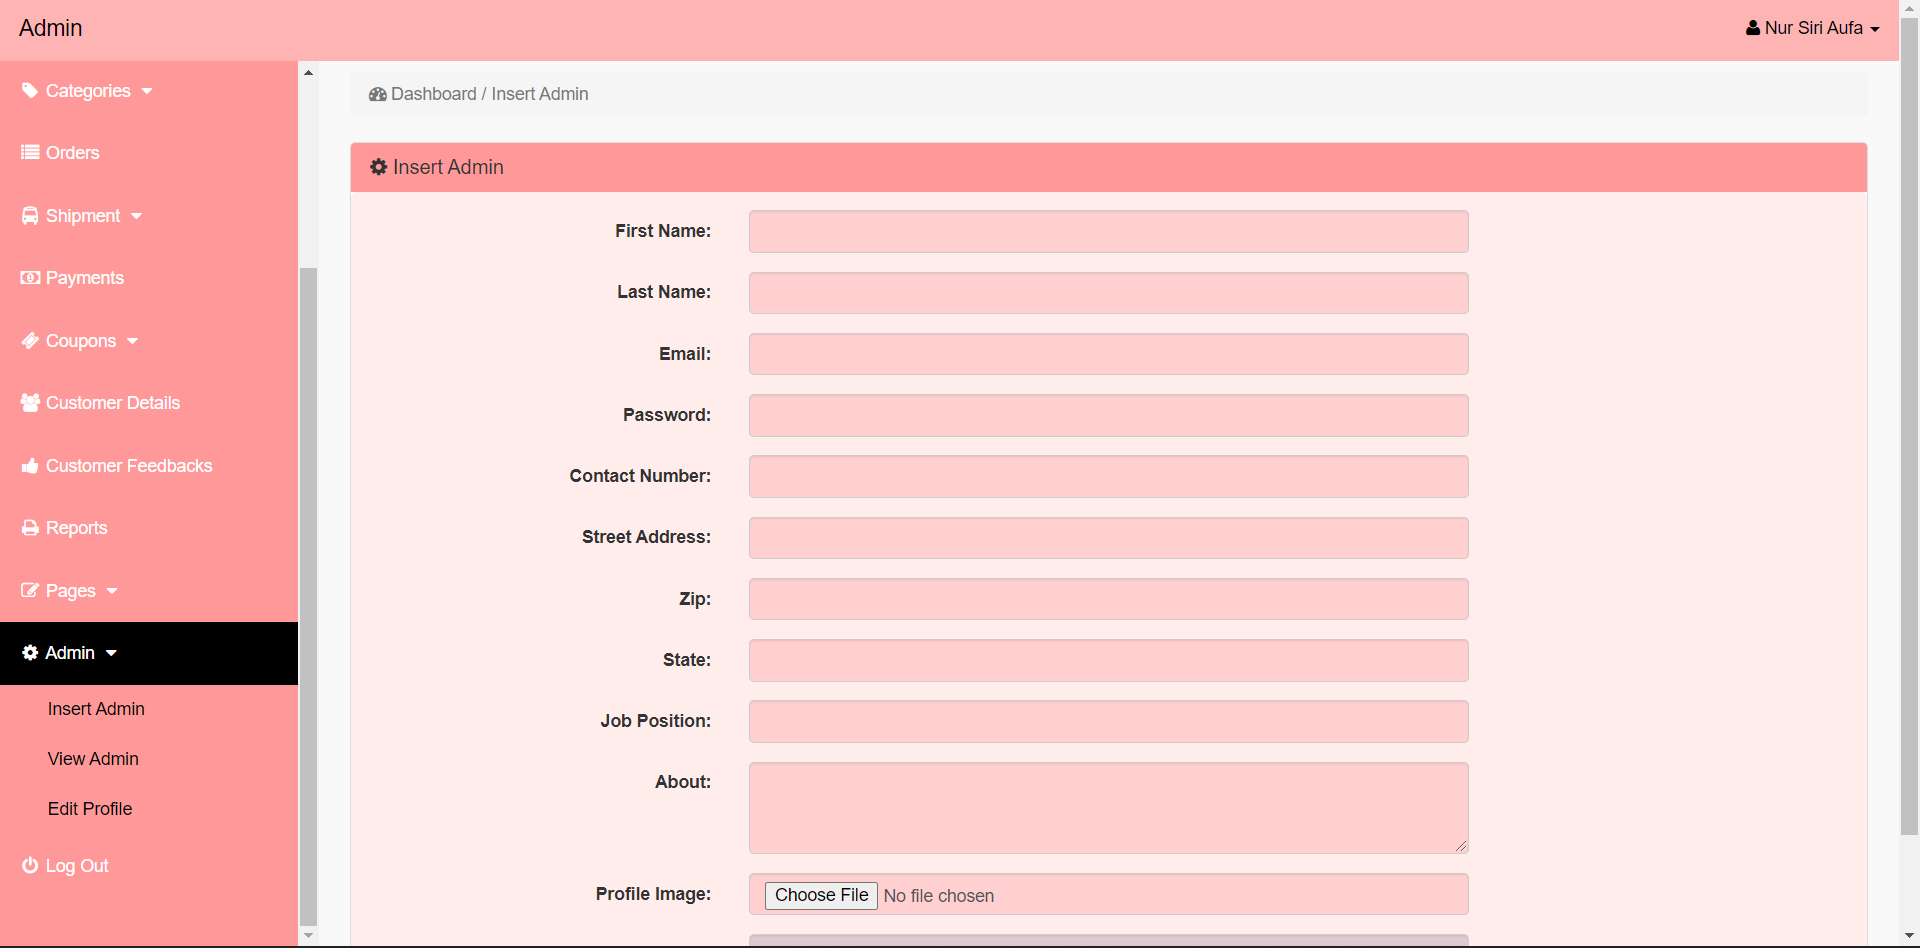 Admin
Nur Siri Aufa
Categories
Orders
Shipment
Payments
Coupons
Customer Details
Customer Feedbacks
Reports
Pages
Admin
Insert Admin
View Admin
Edit Profile
Log Out
Dashboard / Insert Admin
Insert Admin
First Name:
Last Name:
Email:
Password:
Contact Number:
Street Address:
Zip:
State:
Job Position:
About:
Profile Image:
Choose File No file chosen